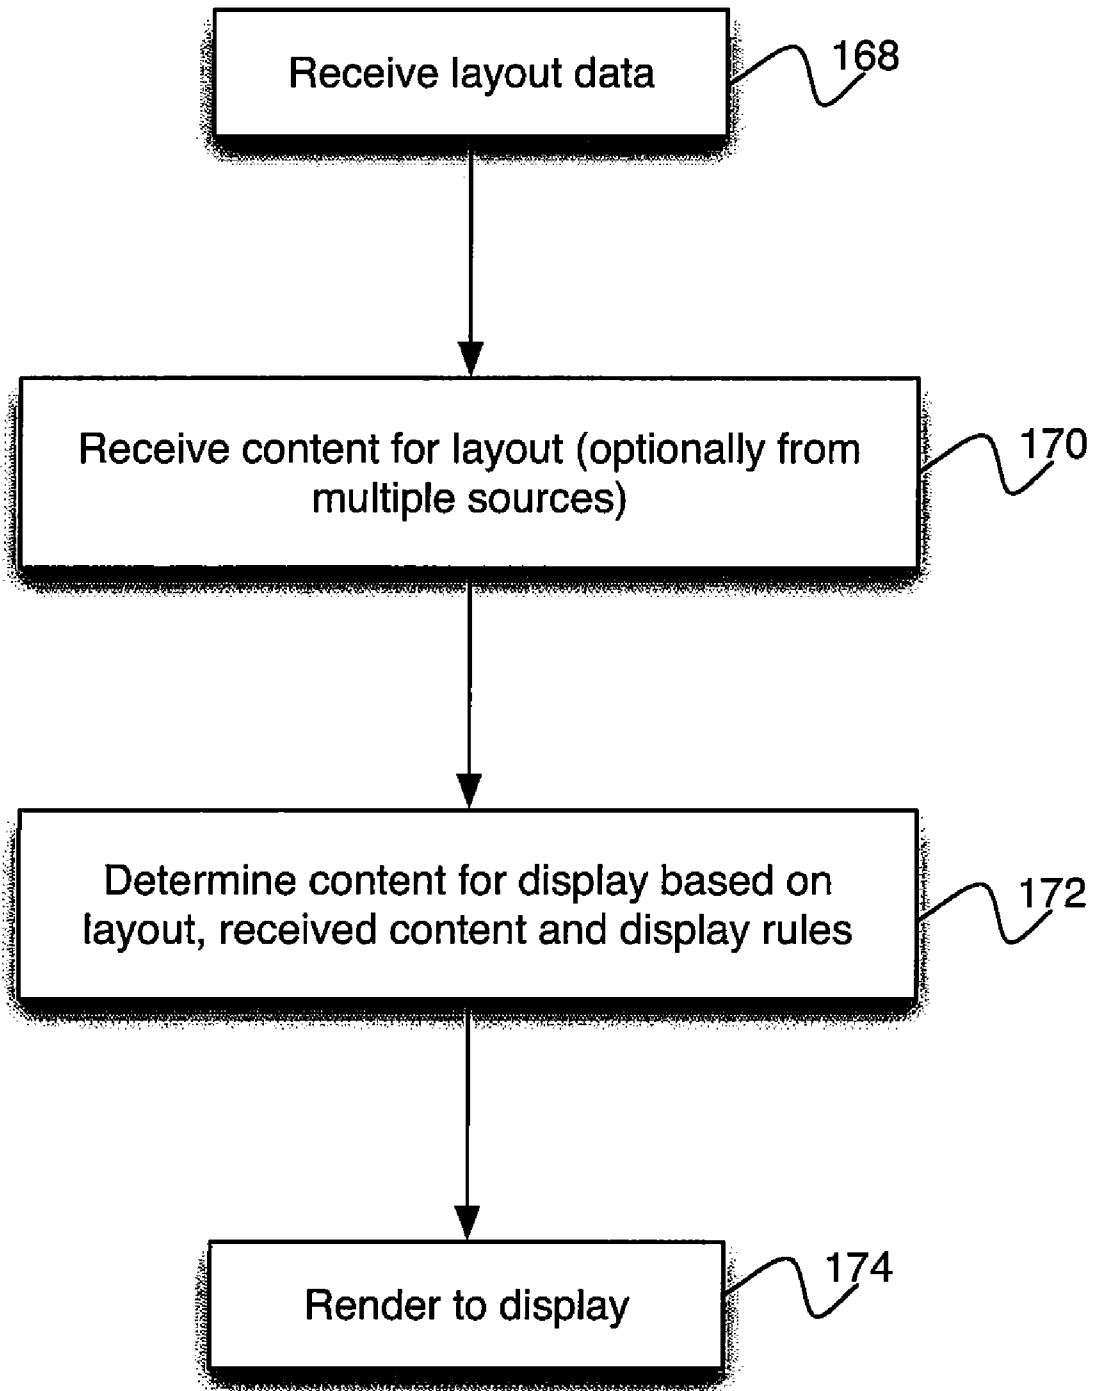 Receive layout data
168
Receive content for layout (optionally from
multiple sources)
170
Determine content for display based on
layout, received content and display rules
172
Render to display
174